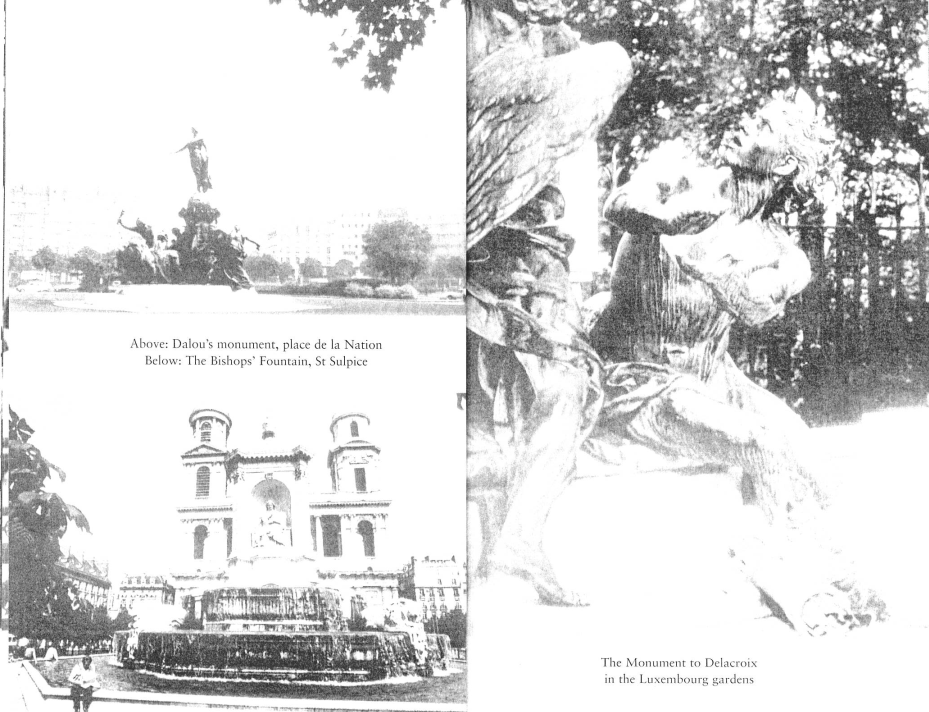 Above: Dalou's monument, place de la Nation
Below: The Bishops' Fountain, St Sulpice
The Monument to Delacroix
in the Luxembourg gardens